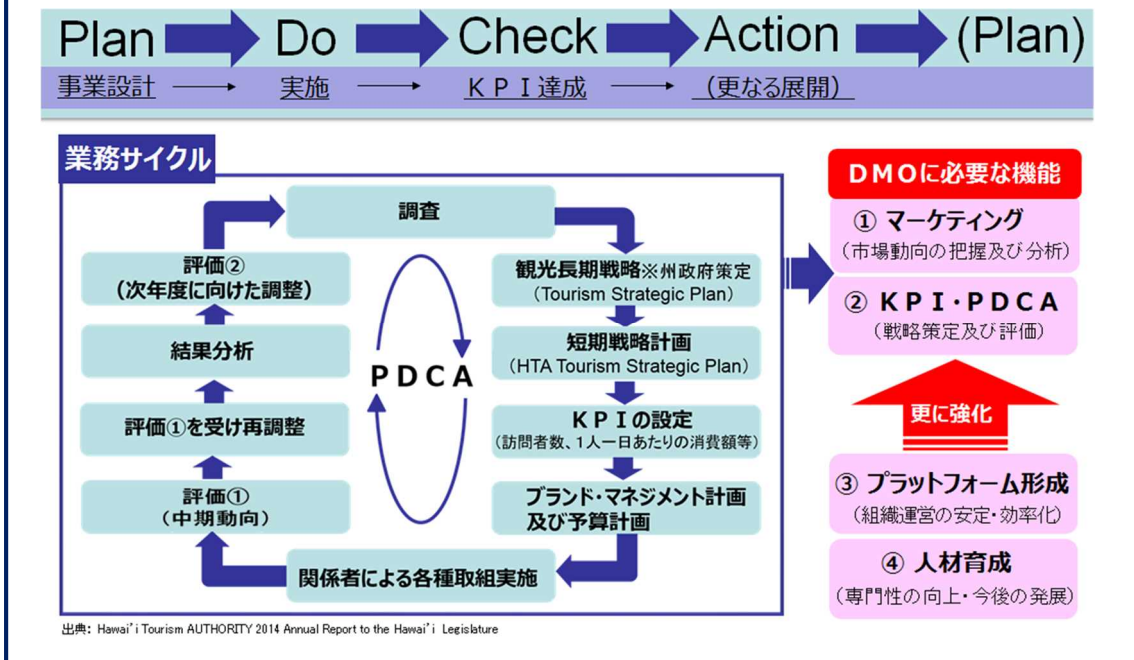 Plan Do Check Action (Plan)
事業設計 実施 ＫＰＩ達成 （更なる展開）
業務サイクル
調査
観光長期戦略※州政府策定
(Tourism Strategic Plan)
短期戦略計画
(HTA Tourism Strategic Plan)
ＫＰＩの設定
(訪問者数、1人一日あたりの消費額等)
ブランド・マネジメント計画
及び予算計画
関係者による各種取組実施
評価①
(中期動向)
評価①を受け再調整
結果分析
評価②
(次年度に向けた調整)
ＰＤＣＡ
ＤＭＯに必要な機能
① マーケティング
(市場動向の把握及び分析)
② ＫＰＩ・ＰＤＣＡ
(戦略策定及び評価)
更に強化
③ プラットフォーム形成
(組織運営の安定・効率化)
④ 人材育成
(専門性の向上・今後の発展)
出典： Hawai'i Tourism AUTHORITY 2014 Annual Report to the Hawai'i Legislature